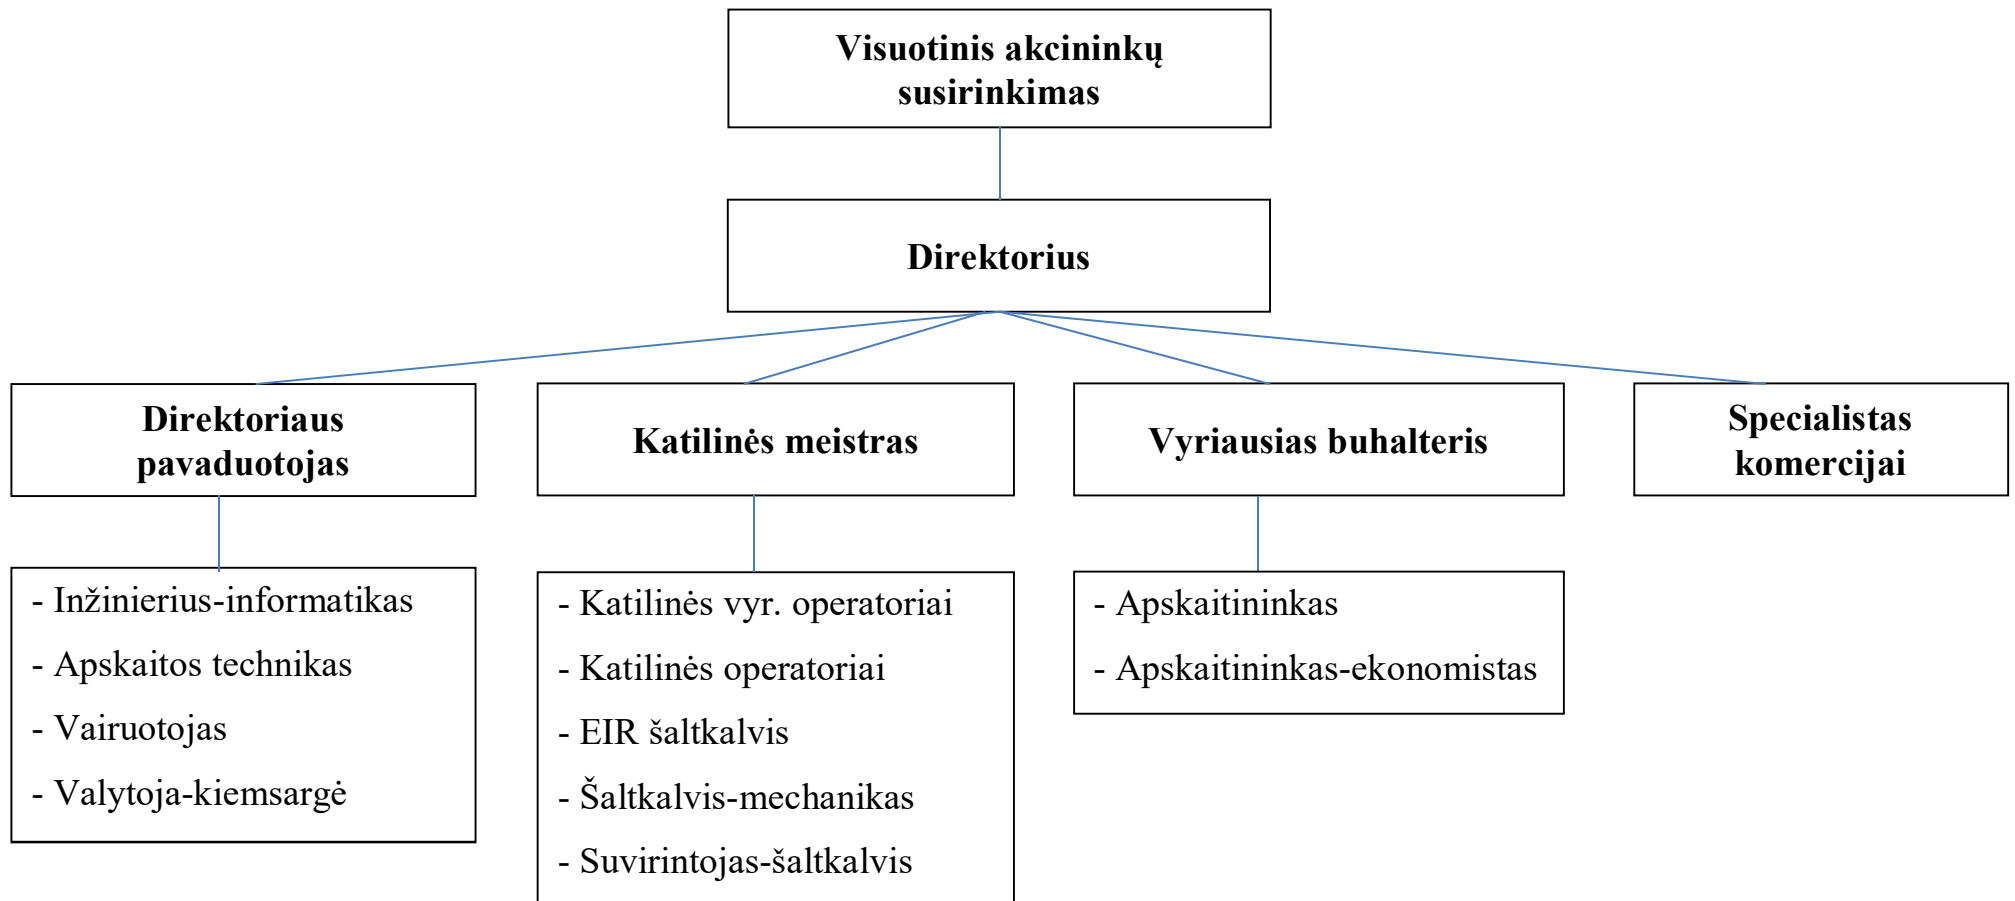 Visuotinis akcininkų
susirinkimas
Direktorius
Direktoriaus
pavaduotojas
Katilinės meistras
Vyriausias buhalteris
Specialistas
komercijai
- Inžinierius-informatikas
- Apskaitos technikas
- Vairuotojas
- Valytoja-kiemsargė
- Katilinės vyr. operatoriai
- Katilinės operatoriai
- EIR šaltkalvis
- Šaltkalvis-mechanikas
- Suvirintojas-šaltkalvis
- Apskaitininkas
- Apskaitininkas-ekonomistas